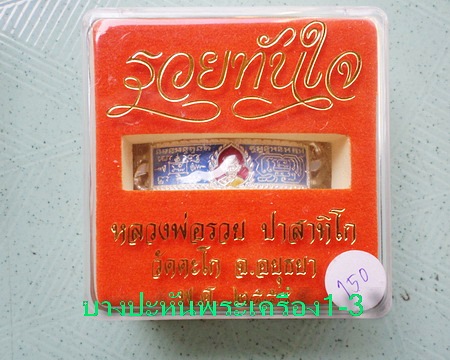 รวยทันใจ
หลวงพ่อรวย ปาสาทิโก
วัดตะโก อ.อยุธยา
บางปะหันพระเครื่อง1-3
150